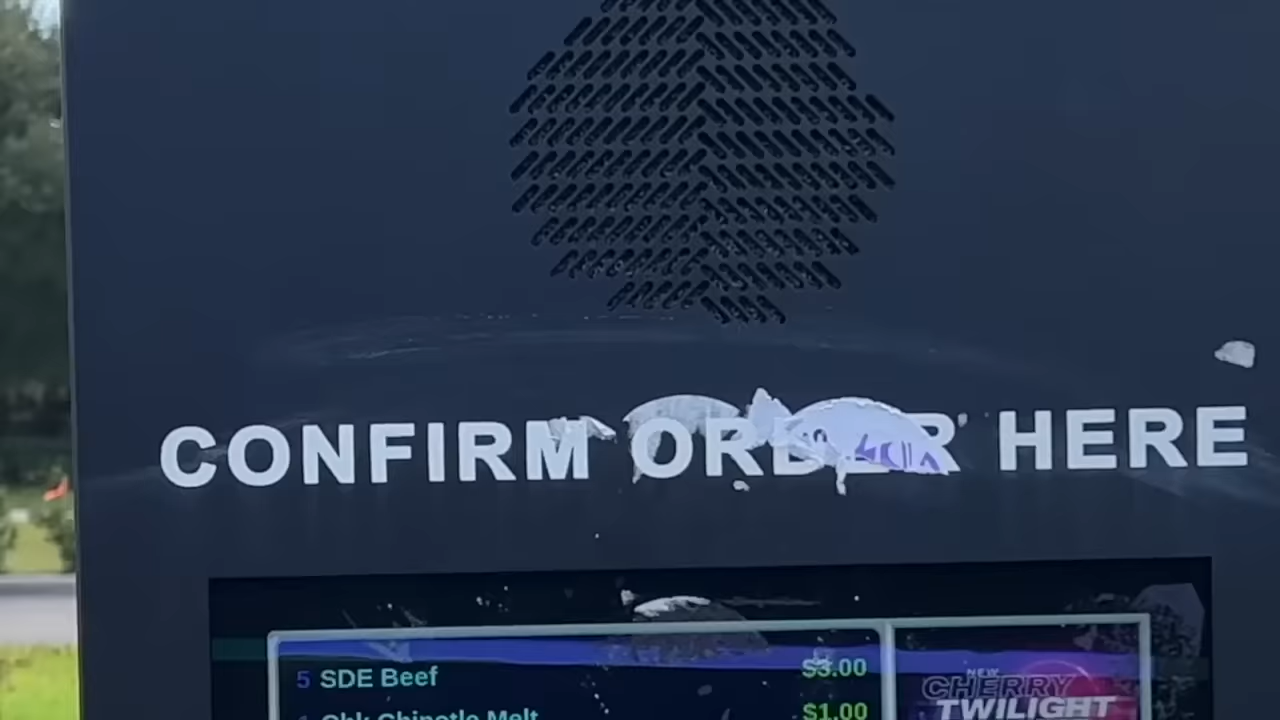 CONFIRM ORDER HERE
5 SDE Beef $3.00
Chk Chipotle Melt $1.00
NEW
CHERRY
TWILIGHT